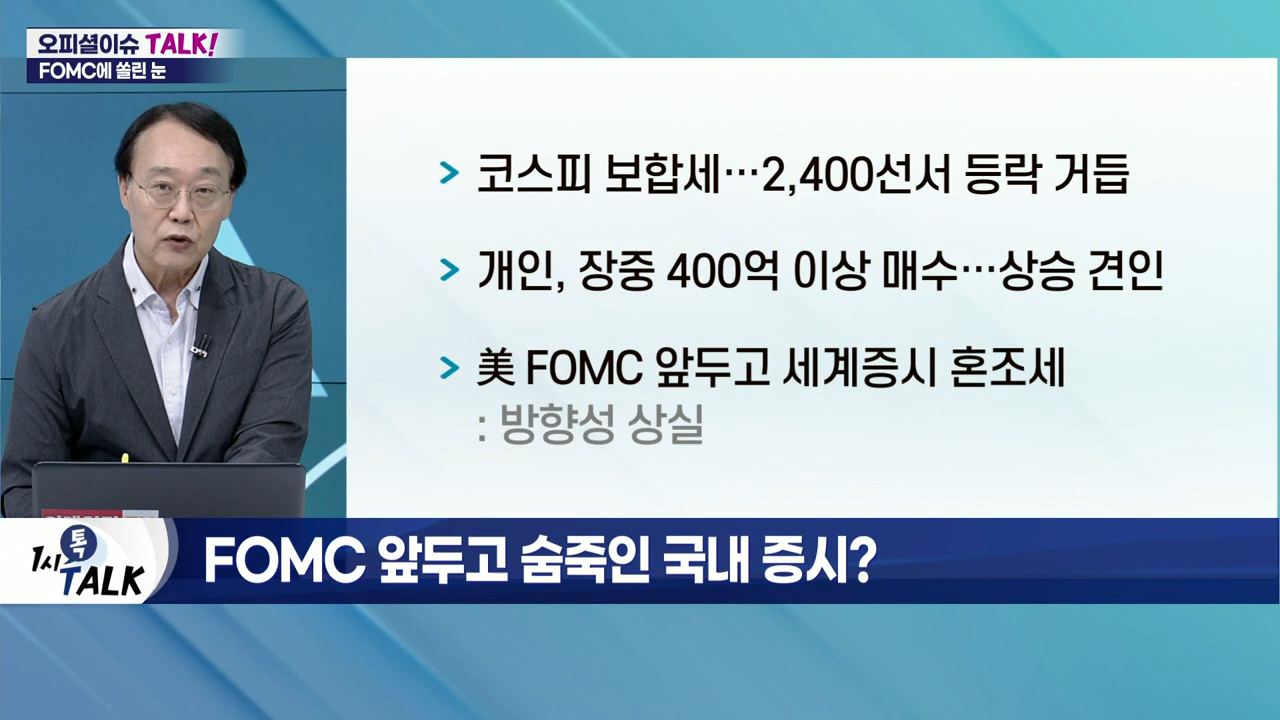 오피셜이슈 TALK!
FOMC에 쏠린 눈
> 코스피 보합세…2,400선서 등락 거듭
> 개인, 장중 400억 이상 매수…상승 견인
> 美 FOMC 앞두고 세계증시 혼조세
: 방향성 상실
1시톡
TALK
FOMC 앞두고 숨죽인 국내 증시?